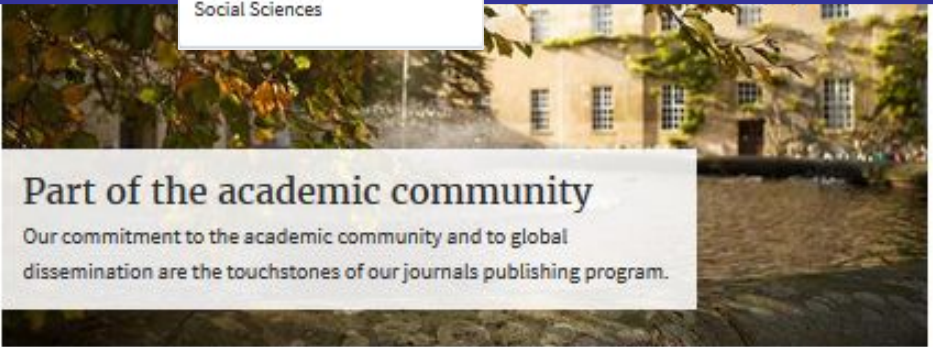 Social Sciences
Part of the academic community
Our commitment to the academic community and to global
dissemination are the touchstones of our journals publishing program.